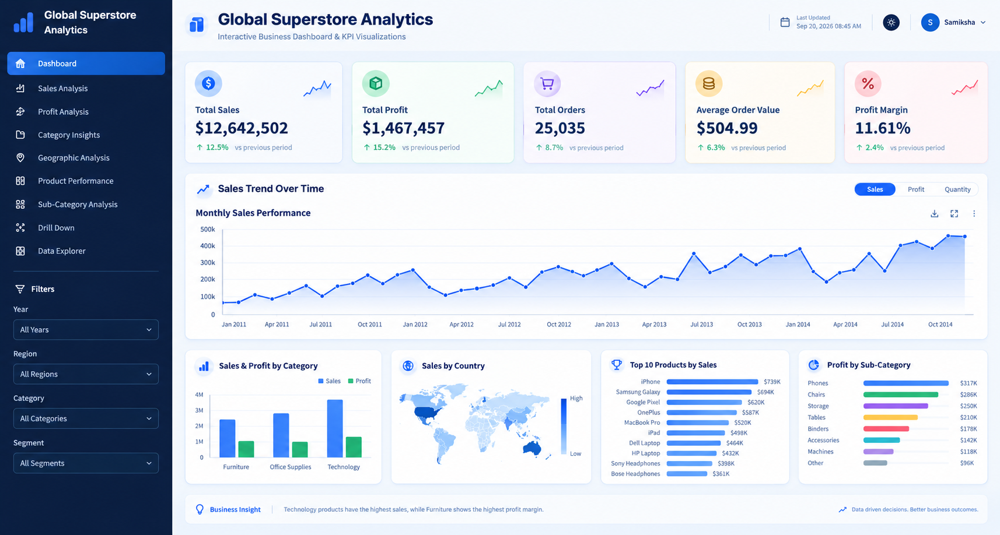 Global Superstore
Analytics
Dashboard
Sales Analysis
Profit Analysis
Category Insights
Geographic Analysis
Product Performance
Sub-Category Analysis
Drill Down
Data Explorer
Filters
Year
All Years
Region
All Regions
Category
All Categories
Segment
All Segments
Global Superstore Analytics
Interactive Business Dashboard & KPI Visualizations
Last Updated
Sep 20, 2026 08:45 AM
S
Samiksha
$
Total Sales
$12,642,502
↑ 12.5% vs previous period
Total Profit
$1,467,457
↑ 15.2% vs previous period
Total Orders
25,035
↑ 8.7% vs previous period
Average Order Value
$504.99
↑ 6.3% vs previous period
%
Profit Margin
11.61%
↑ 2.4% vs previous period
Sales Trend Over Time
Sales Profit Quantity
Monthly Sales Performance
500k
400k
300k
200k
100k
0
Jan 2011 Apr 2011 Jul 2011 Oct 2011 Jan 2012 Apr 2012 Jul 2012 Oct 2012 Jan 2013 Apr 2013 Jul 2013 Oct 2013 Jan 2014 Apr 2014 Jul 2014 Oct 2014
Sales & Profit by Category
Sales Profit
4M
3M
2M
1M
0
Furniture Office Supplies Technology
Sales by Country
High
Low
Top 10 Products by Sales
iPhone $739K
Samsung Galaxy $694K
Google Pixel $620K
OnePlus $587K
MacBook Pro $520K
iPad $498K
Dell Laptop $464K
HP Laptop $432K
Sony Headphones $398K
Bose Headphones $361K
Profit by Sub-Category
Phones $317K
Chairs $286K
Storage $250K
Tables $210K
Binders $178K
Accessories $142K
Machines $118K
Other $96K
Business Insight
Technology products have the highest sales, while Furniture shows the highest profit margin.
Data driven decisions. Better business outcomes.